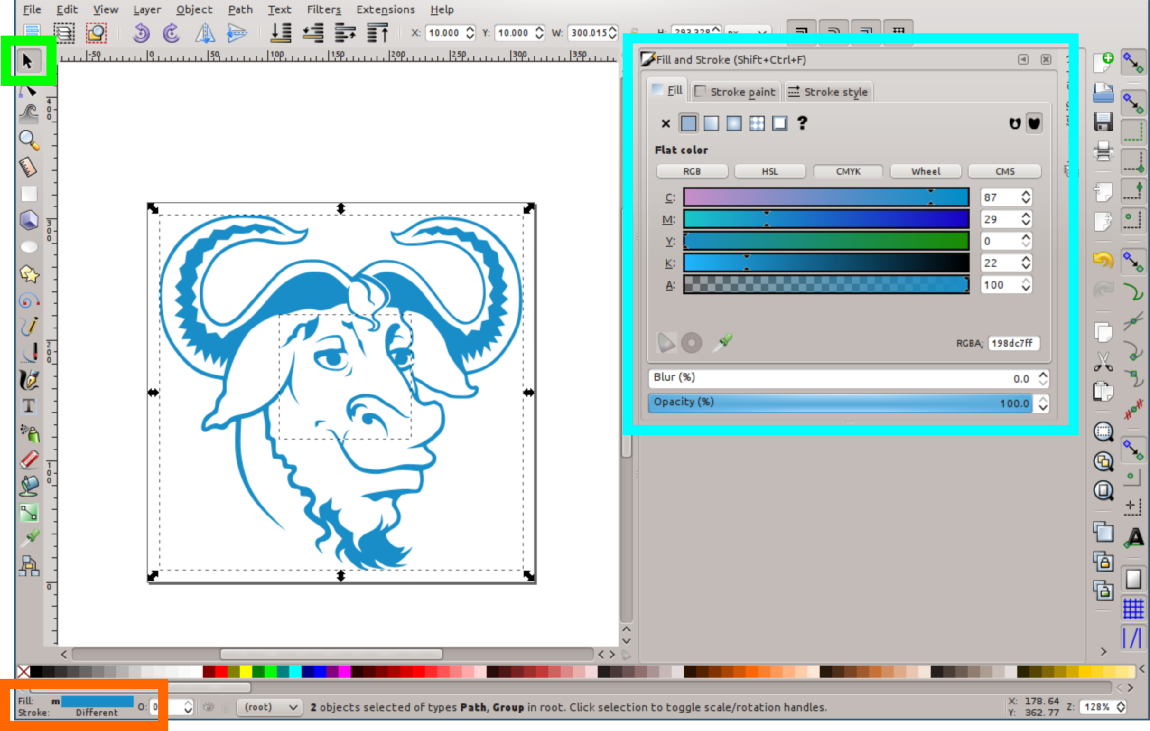 File Edit View Layer Object Path Text Filters Extensions Help
X: 10.000 Y: 10.000 W: 300.015 H: 293.328 px
-50 0 50 100 150 200 250 300 350
Fill and Stroke (Shift+Ctrl+F)
Fill Stroke paint Stroke style
Flat color
RGB HSL CMYK Wheel CMS
C: 87
M: 29
Y: 0
K: 22
A: 100
RGBA: 198dc7ff
Blur (%) 0.0
Opacity (%) 100.0
Fill: m
Stroke: Different
O: 0
(root)
2 objects selected of types Path, Group in root. Click selection to toggle scale/rotation handles.
X: 178.64
Y: 362.77
Z: 128%